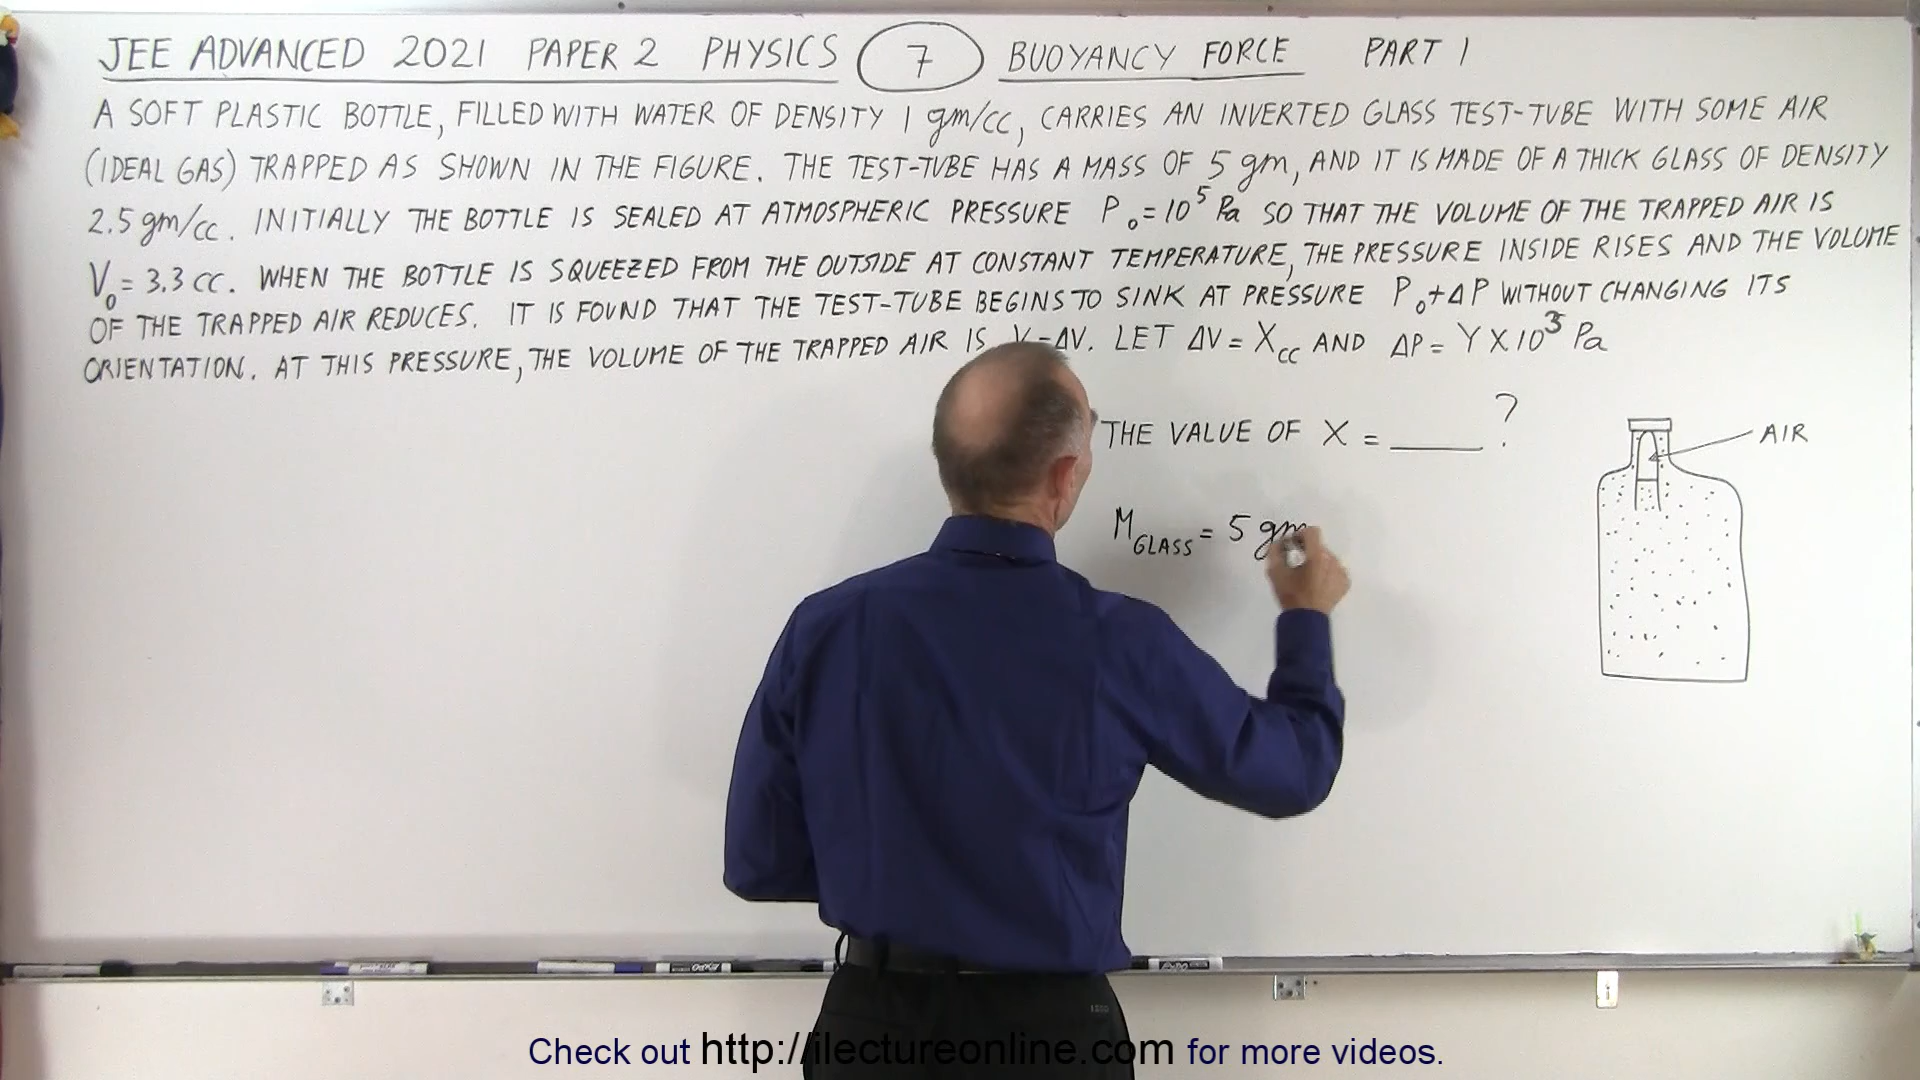 JEE ADVANCED 2021 PAPER 2 PHYSICS 7 BUOYANCY FORCE PART 1
A SOFT PLASTIC BOTTLE, FILLED WITH WATER OF DENSITY 1 gm/cc, CARRIES AN INVERTED GLASS TEST-TUBE WITH SOME AIR
(IDEAL GAS) TRAPPED AS SHOWN IN THE FIGURE. THE TEST-TUBE HAS A MASS OF 5 gm, AND IT IS MADE OF A THICK GLASS OF DENSITY
2.5 gm/cc. INITIALLY THE BOTTLE IS SEALED AT ATMOSPHERIC PRESSURE P₀ = 10⁵ Pa SO THAT THE VOLUME OF THE TRAPPED AIR IS
V₀ = 3.3 CC. WHEN THE BOTTLE IS SQUEEZED FROM THE OUTSIDE AT CONSTANT TEMPERATURE, THE PRESSURE INSIDE RISES AND THE VOLUME
OF THE TRAPPED AIR REDUCES. IT IS FOUND THAT THE TEST-TUBE BEGINS TO SINK AT PRESSURE P₀+ΔP WITHOUT CHANGING ITS
ORIENTATION. AT THIS PRESSURE, THE VOLUME OF THE TRAPPED AIR IS ΔV. LET ΔV = X cc AND ΔP = Y X 10³ Pa
THE VALUE OF X = ____ ?
AIR
M GLASS = 5 gm
EXPO
Check out http://ilectureonline.com for more videos.